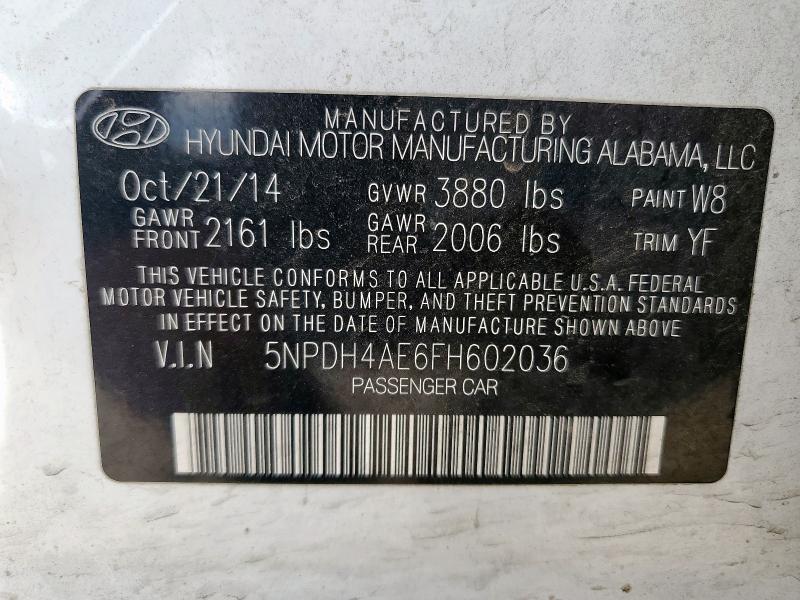 MANUFACTURED BY
HYUNDAI MOTOR MANUFACTURING ALABAMA, LLC
Oct/21/14 GVWR 3880 lbs PAINT W8
GAWR FRONT 2161 lbs GAWR REAR 2006 lbs TRIM YF
THIS VEHICLE CONFORMS TO ALL APPLICABLE U.S.A. FEDERAL
MOTOR VEHICLE SAFETY, BUMPER, AND THEFT PREVENTION STANDARDS
IN EFFECT ON THE DATE OF MANUFACTURE SHOWN ABOVE
V.I.N 5NPDH4AE6FH602036
PASSENGER CAR